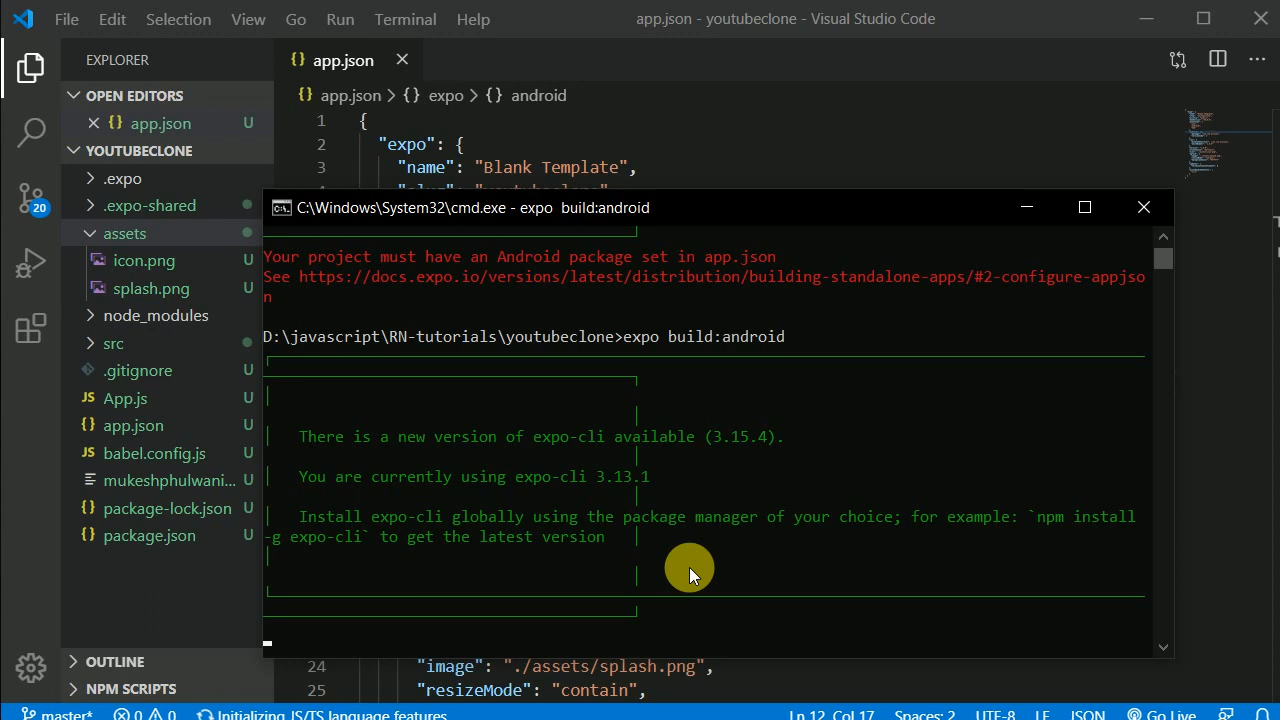 File Edit Selection View Go Run Terminal Help
app.json - youtubeclone - Visual Studio Code
EXPLORER
OPEN EDITORS
{} app.json U
YOUTUBECLONE
.expo
.expo-shared
assets
icon.png U
splash.png U
node_modules
src
.gitignore U
JS App.js U
{} app.json U
JS babel.config.js U
mukeshphulwani... U
{} package-lock.json U
{} package.json U
OUTLINE
NPM SCRIPTS
20
{} app.json
{} app.json > {} expo > {} android
1 {
2 "expo": {
3 "name": "Blank Template",
C:\Windows\System32\cmd.exe - expo build:android
Your project must have an Android package set in app.json
See https://docs.expo.io/versions/latest/distribution/building-standalone-apps/#2-configure-appjso
n
D:\javascript\RN-tutorials\youtubeclone>expo build:android
There is a new version of expo-cli available (3.15.4).
You are currently using expo-cli 3.13.1
Install expo-cli globally using the package manager of your choice; for example: `npm install
-g expo-cli` to get the latest version
24 "image": "./assets/splash.png",
25 "resizeMode": "contain",
master* 0 0 Initializing JS/TS language features
Ln 12, Col 17 Spaces: 2 UTF-8 LF JSON Go Live